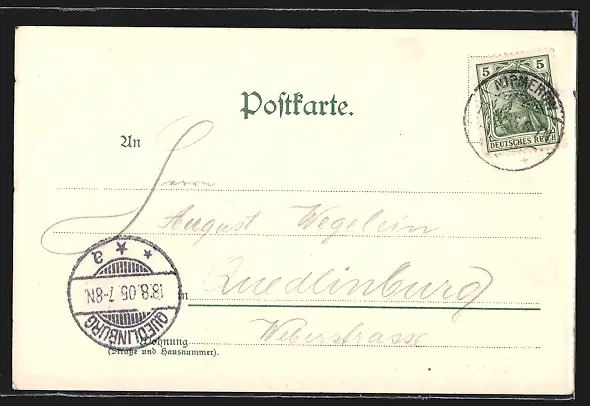 5 5
DEUTSCHES REICH
Postkarte.
An
Herrn
August Wegelein
in Quedlinburg
Weberstrasse
Wohnung
(Straße und Hausnummer).
QUEDLINBURG
18.8.05. 7-8N.
* * a